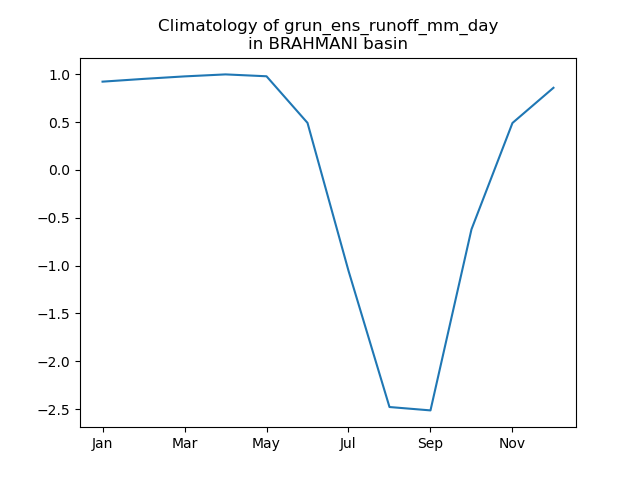 Climatology of grun_ens_runoff_mm_day
in BRAHMANI basin
1.0
0.5
0.0
−0.5
−1.0
−1.5
−2.0
−2.5
Jan Mar May Jul Sep Nov